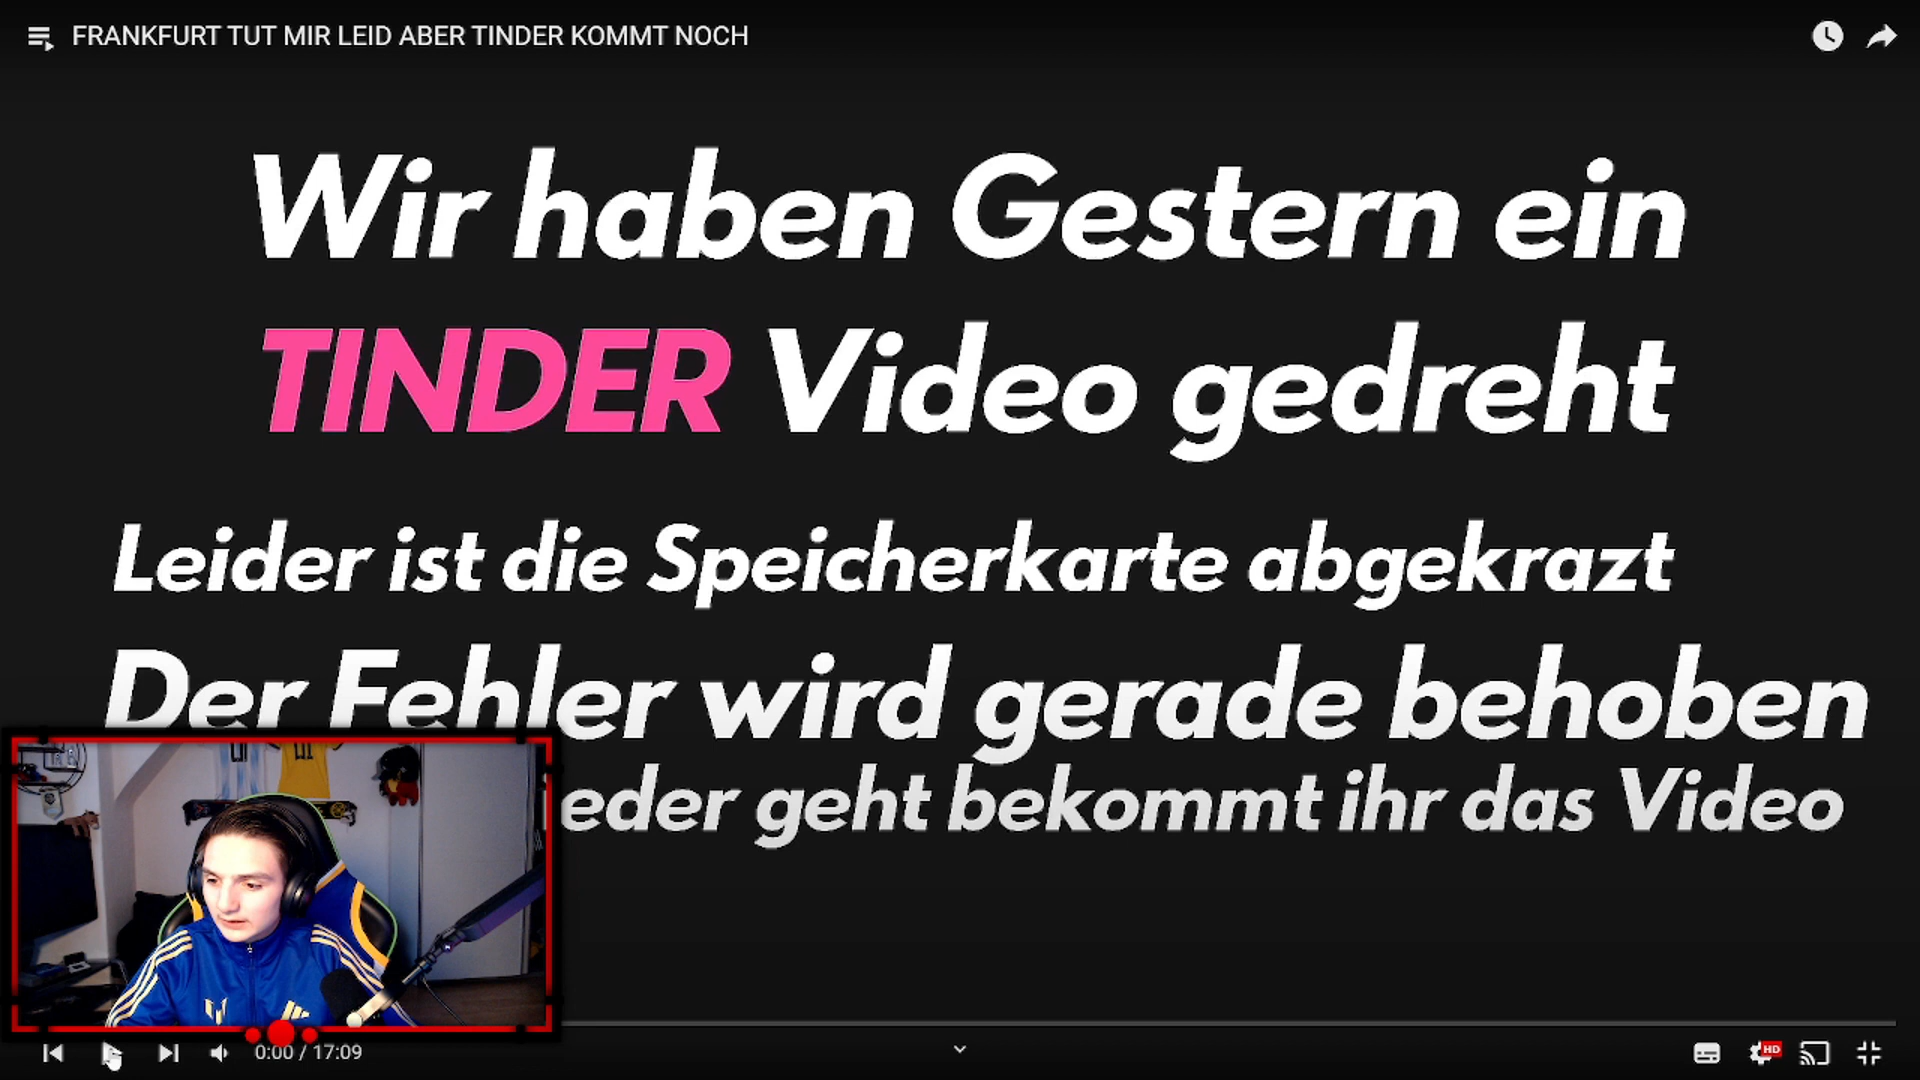 FRANKFURT TUT MIR LEID ABER TINDER KOMMT NOCH
Wir haben Gestern ein
TINDER Video gedreht
Leider ist die Speicherkarte abgekrazt
Der Fehler wird gerade behoben
eder geht bekommt ihr das Video
0:00 / 17:09
HD